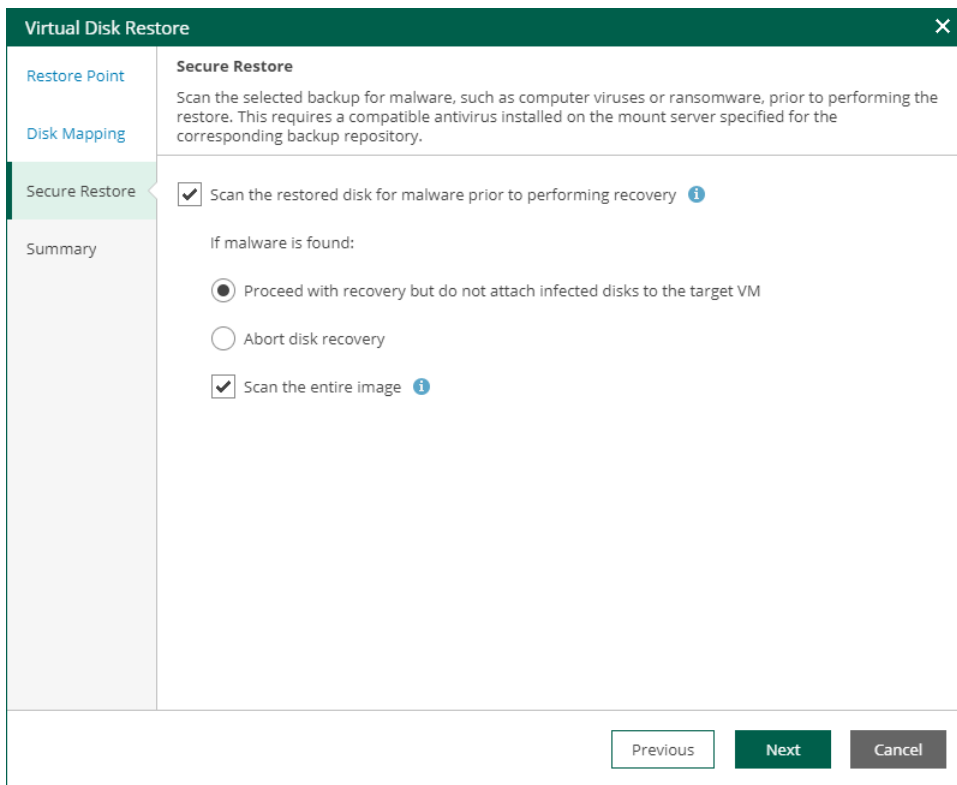 Virtual Disk Restore
Restore Point
Disk Mapping
Secure Restore
Summary
Secure Restore
Scan the selected backup for malware, such as computer viruses or ransomware, prior to performing the
restore. This requires a compatible antivirus installed on the mount server specified for the
corresponding backup repository.
Scan the restored disk for malware prior to performing recovery
If malware is found:
Proceed with recovery but do not attach infected disks to the target VM
Abort disk recovery
Scan the entire image
Previous
Next
Cancel